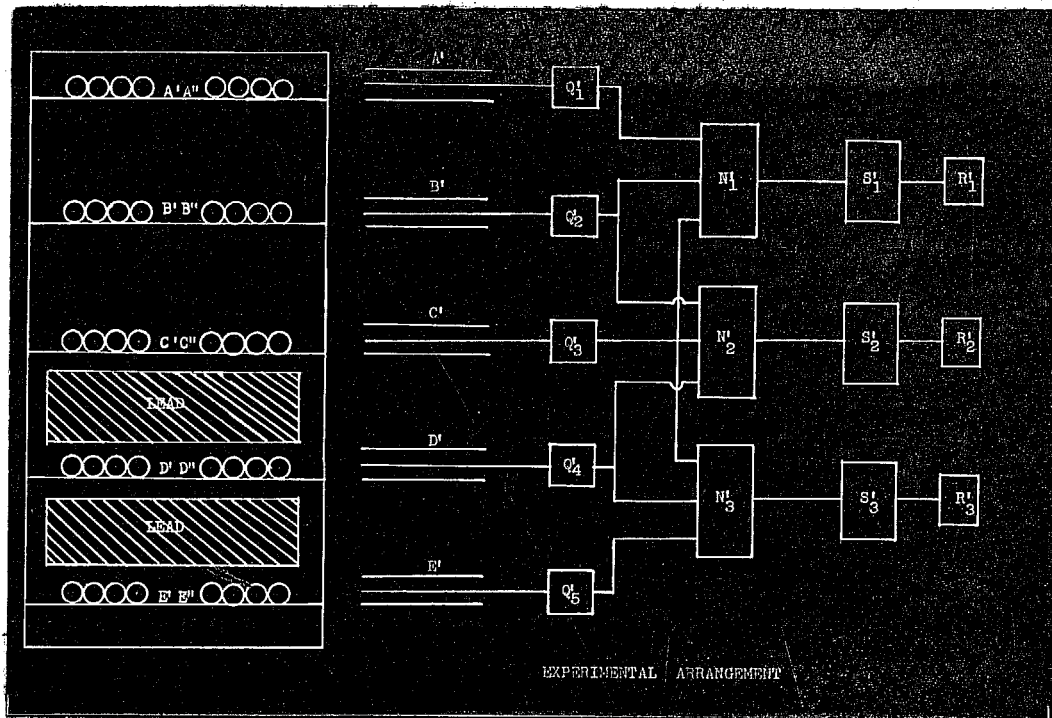 A' A"
B' B"
C' C"
LEAD
D' D"
LEAD
E' E"
A'
Q'1
B'
Q'2
C'
Q'3
D'
Q'4
E'
Q'5
N'1
S'1
R'1
N'2
S'2
R'2
N'3
S'3
R'3
EXPERIMENTAL ARRANGEMENT